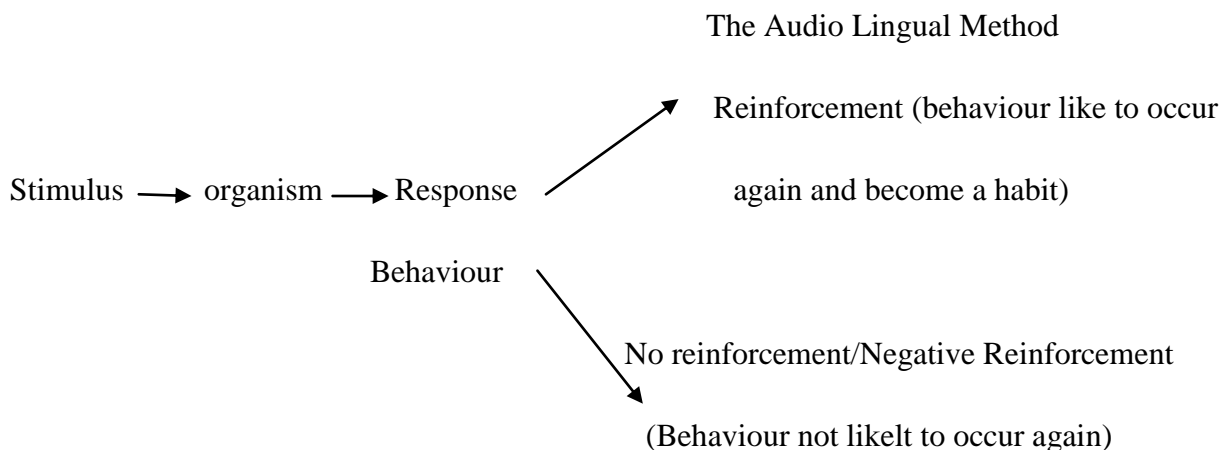 The Audio Lingual Method
Reinforcement (behaviour like to occur
Stimulus organism Response
again and become a habit)
Behaviour
No reinforcement/Negative Reinforcement
(Behaviour not likelt to occur again)